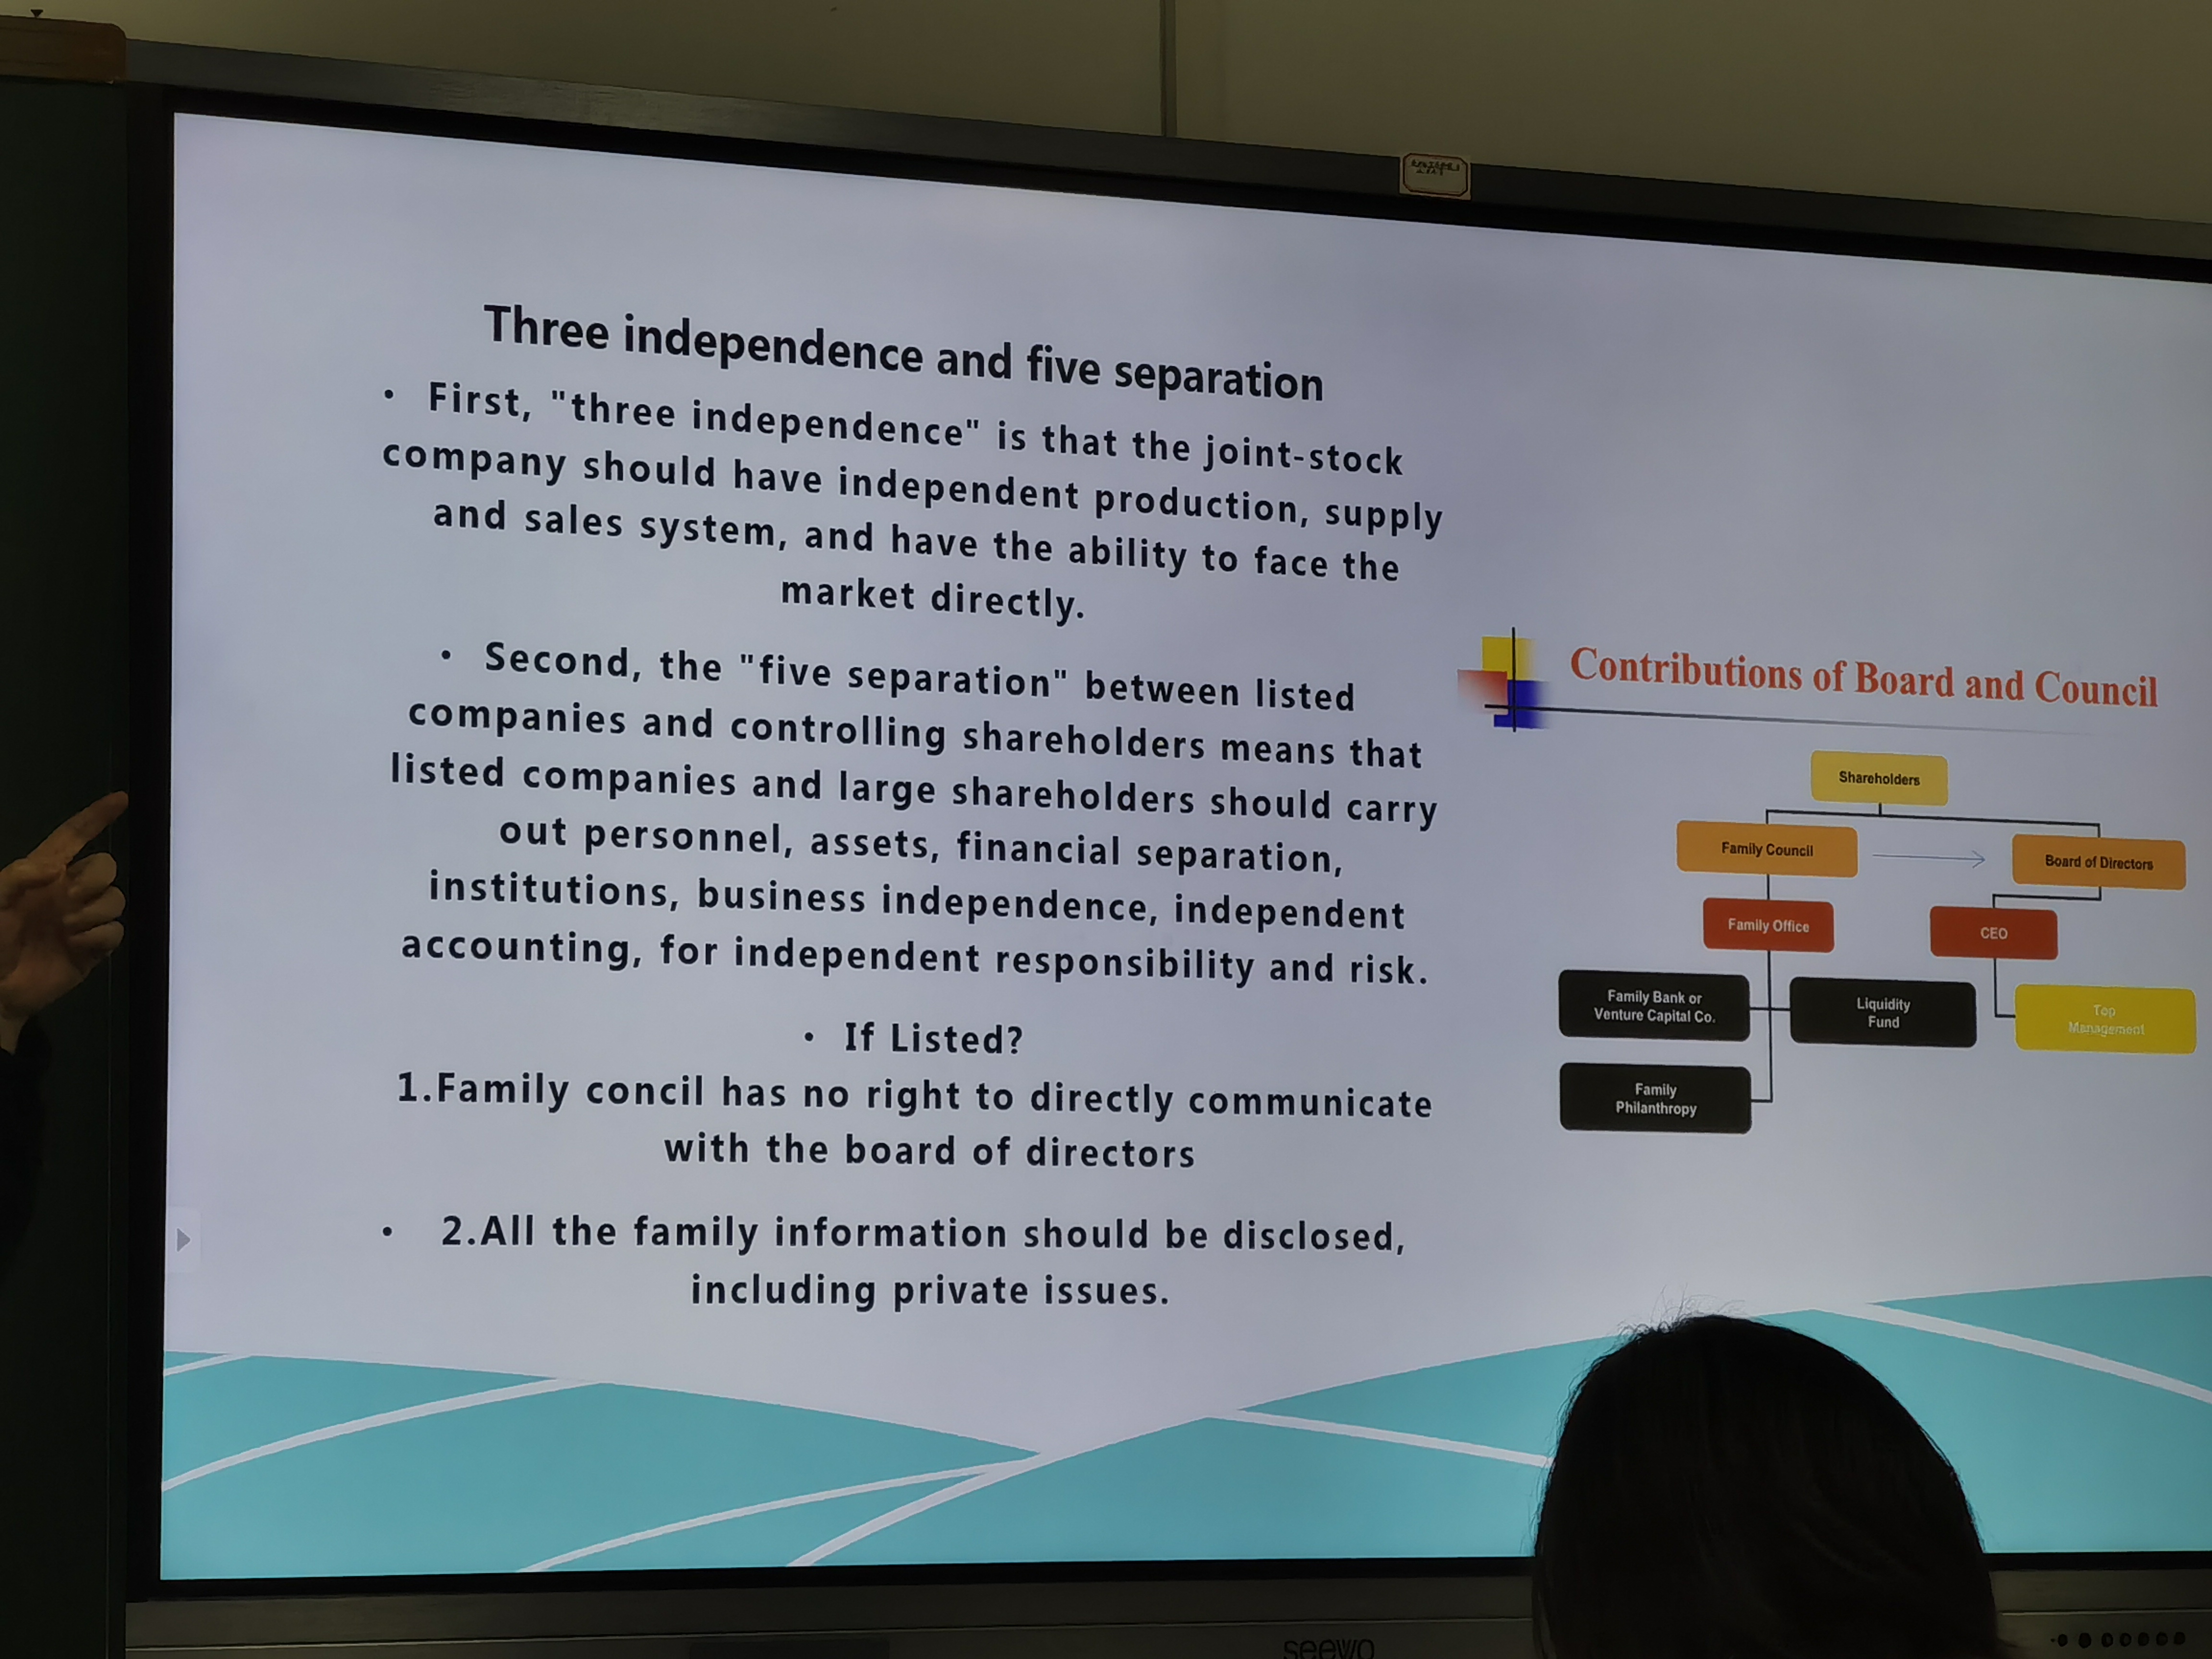 Three independence and five separation
• First, "three independence" is that the joint-stock
company should have independent production, supply
and sales system, and have the ability to face the
market directly.
• Second, the "five separation" between listed
companies and controlling shareholders means that
listed companies and large shareholders should carry
out personnel, assets, financial separation,
institutions, business independence, independent
accounting, for independent responsibility and risk.
• If Listed?
1.Family concil has no right to directly communicate
with the board of directors
• 2.All the family information should be disclosed,
including private issues.
Contributions of Board and Council
Shareholders
Family Council
Board of Directors
Family Office
CEO
Family Bank or
Venture Capital Co.
Liquidity
Fund
Top
Management
Family
Philanthropy
seewo